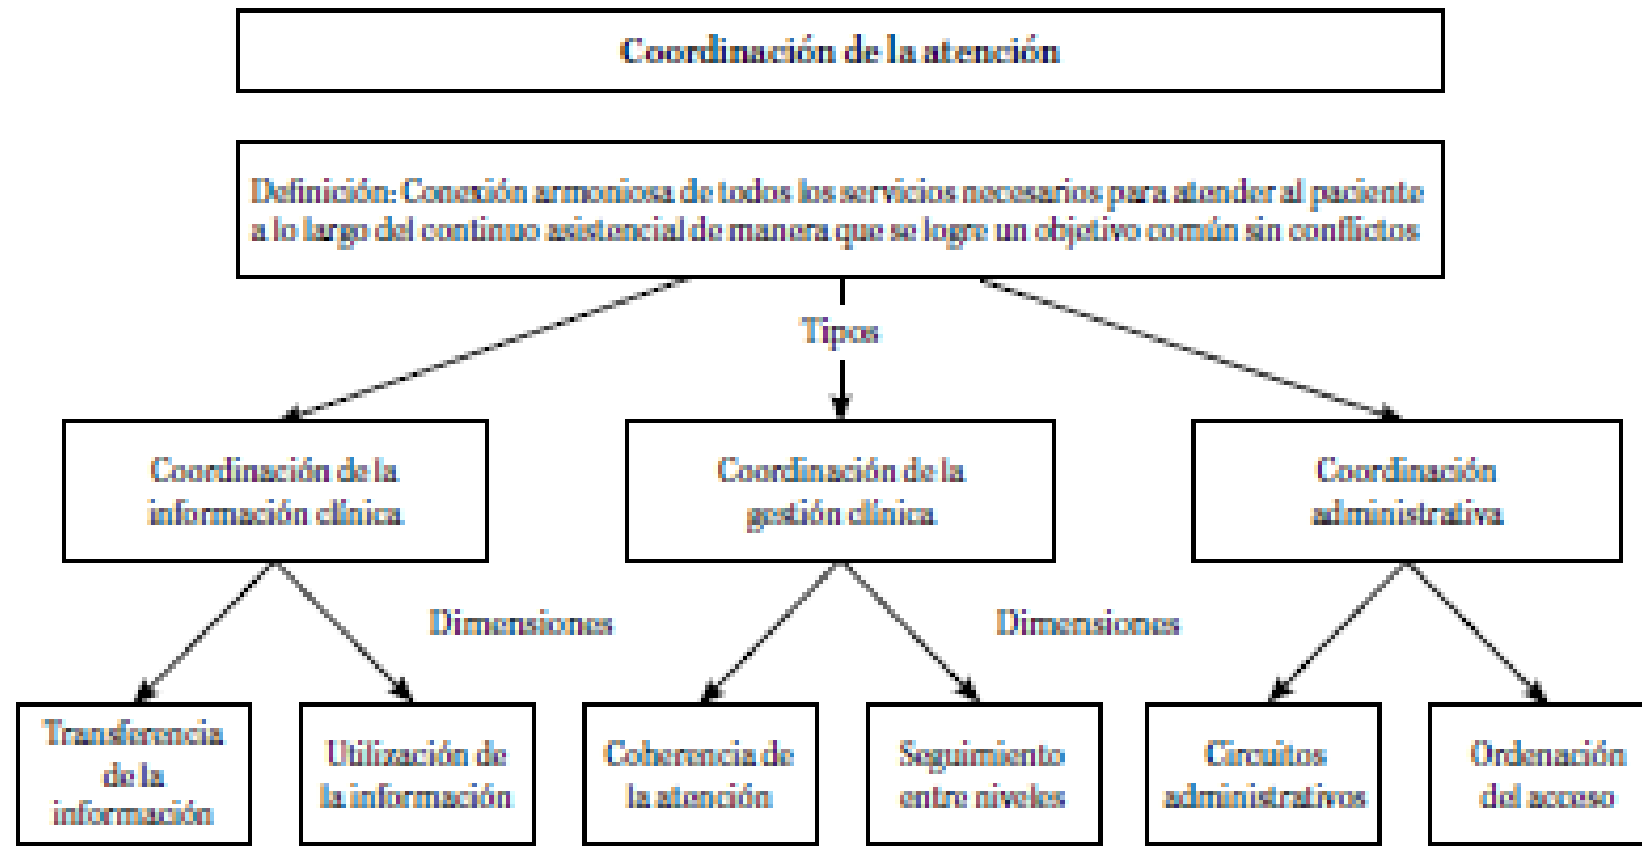 Coordinación de la atención
Definición: Conexión armoniosa de todos los servicios necesarios para atender al paciente
a lo largo del continuo asistencial de manera que se logre un objetivo común sin conflictos
Tipos
Coordinación de la
información clínica
Coordinación de la
gestión clínica
Coordinación
administrativa
Dimensiones
Dimensiones
Transferencia
de la
información
Utilización de
la información
Coherencia de
la atención
Seguimiento
entre niveles
Circuitos
administrativos
Ordenación
del acceso